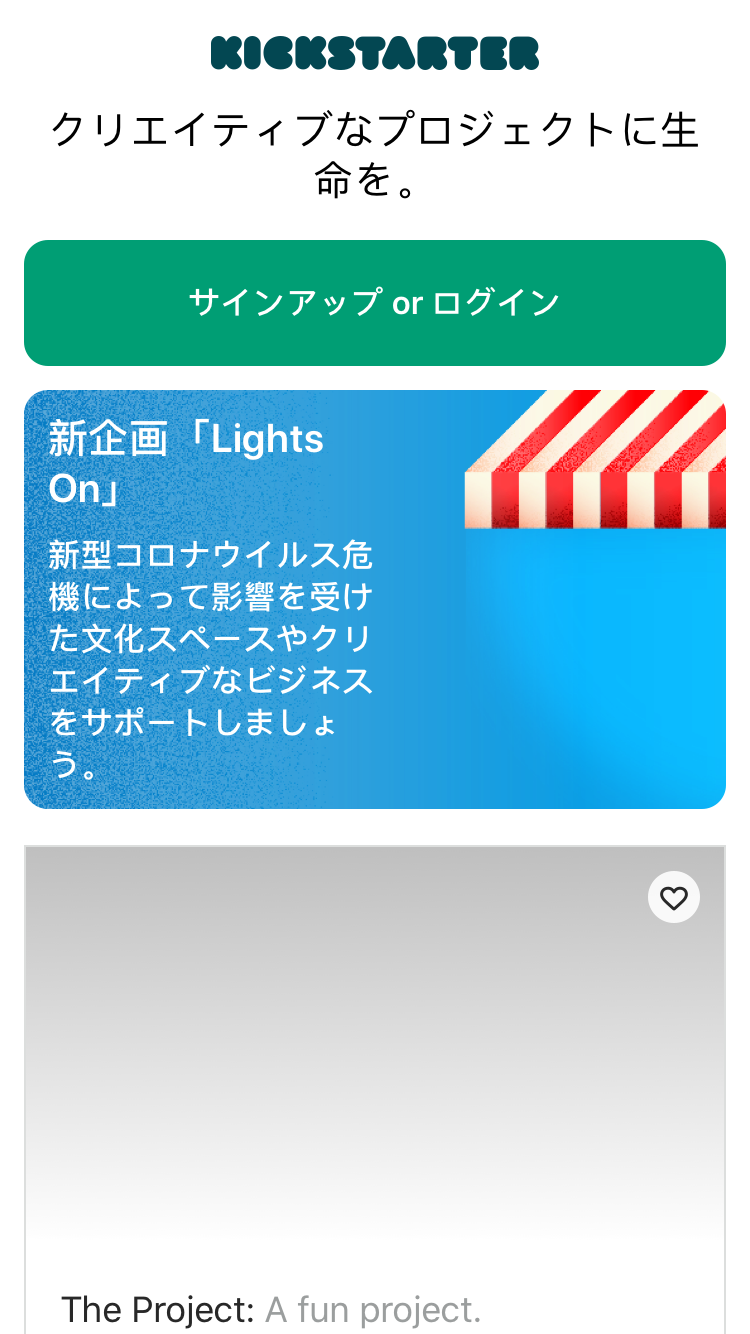 KICKSTARTER
クリエイティブなプロジェクトに生
命を。
サインアップ or ログイン
新企画「Lights
On」
新型コロナウイルス危
機によって影響を受け
た文化スペースやクリ
エイティブなビジネス
をサポートしましょ
う。
The Project: A fun project.